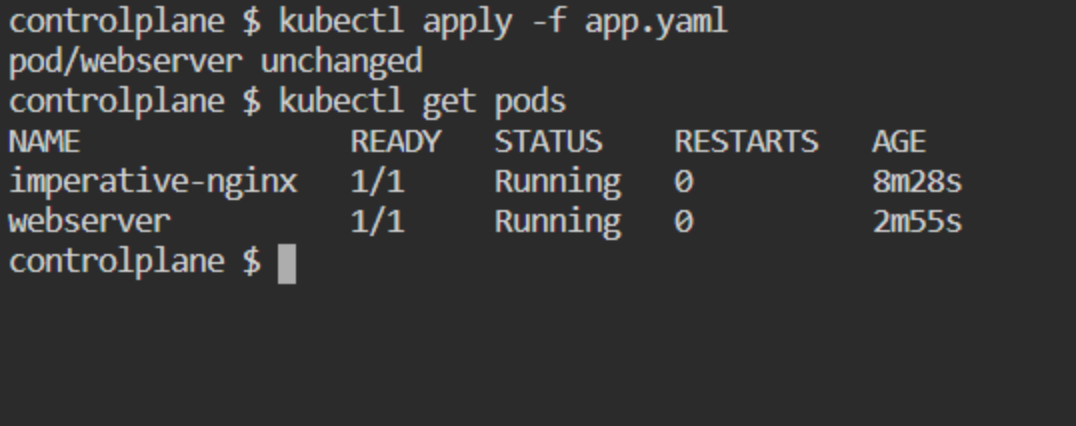 controlplane $ kubectl apply -f app.yaml
pod/webserver unchanged
controlplane $ kubectl get pods
NAME READY STATUS RESTARTS AGE
imperative-nginx 1/1 Running 0 8m28s
webserver 1/1 Running 0 2m55s
controlplane $